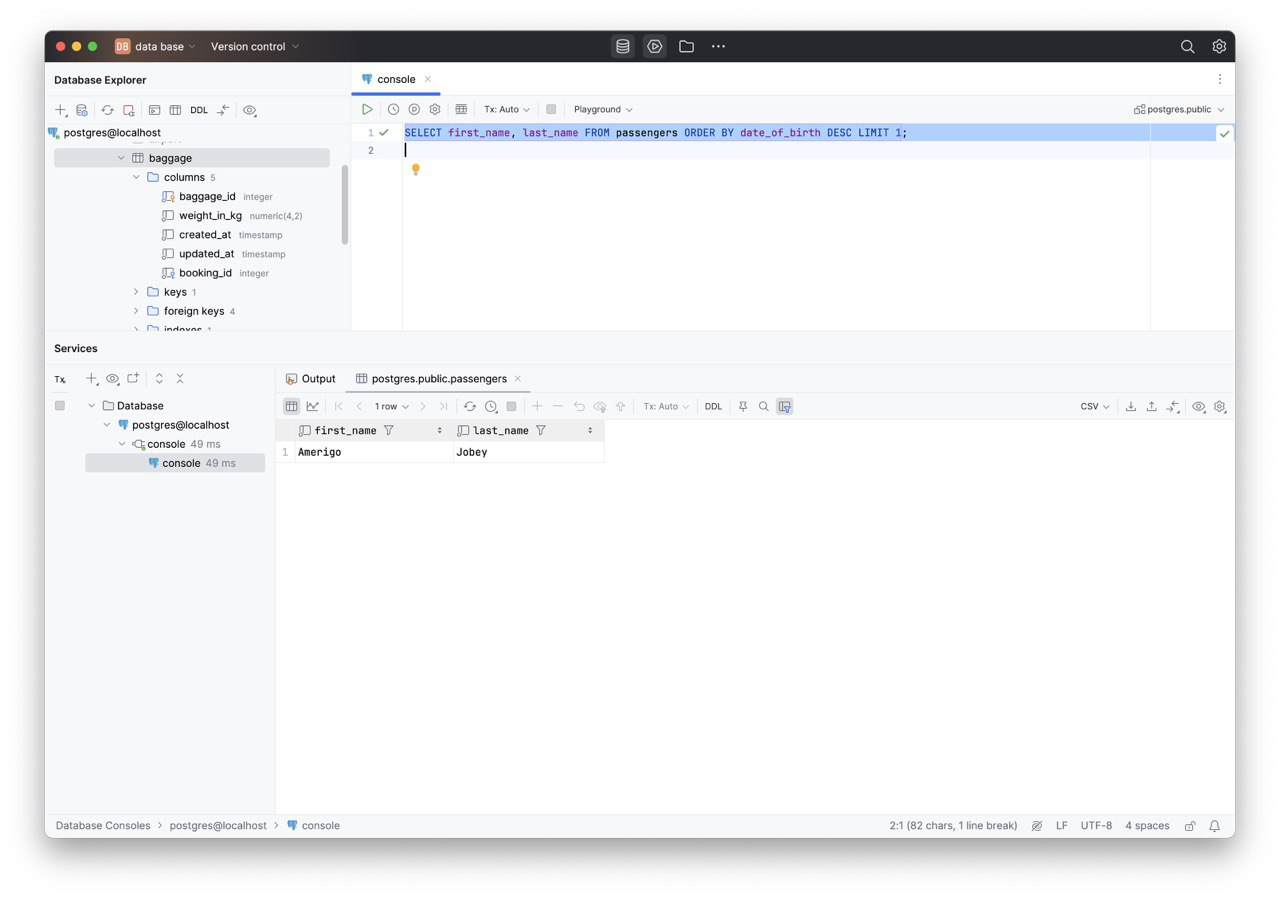 DB data base Version control
Database Explorer
console
DDL
Tx: Auto Playground postgres.public
postgres@localhost
1 SELECT first_name, last_name FROM passengers ORDER BY date_of_birth DESC LIMIT 1;
2
baggage
columns 5
baggage_id integer
weight_in_kg numeric(4,2)
created_at timestamp
updated_at timestamp
booking_id integer
keys 1
foreign keys 4
indexes 1
Services
Tx
Output postgres.public.passengers
Database
postgres@localhost
console 49 ms
console 49 ms
1 row Tx: Auto DDL CSV
first_name last_name
1 Amerigo Jobey
Database Consoles postgres@localhost console
2:1 (82 chars, 1 line break) LF UTF-8 4 spaces